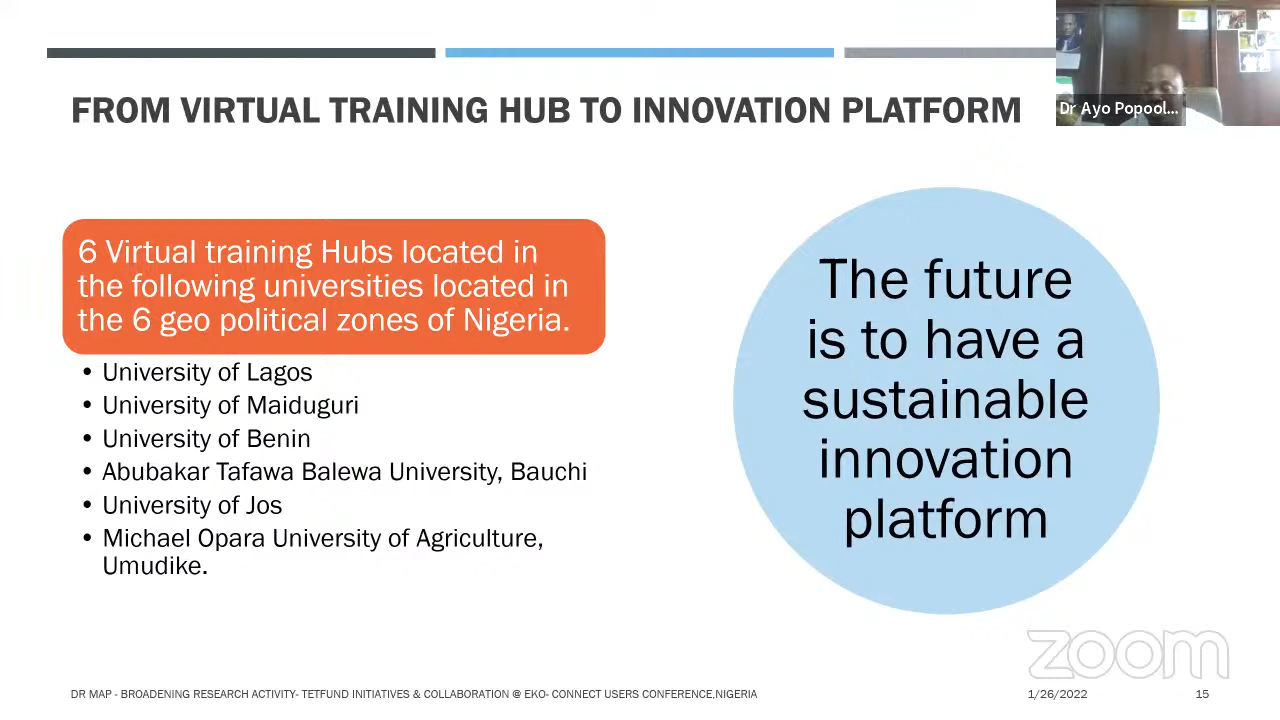 FROM VIRTUAL TRAINING HUB TO INNOVATION PLATFORM
Dr Ayo Popool...
6 Virtual training Hubs located in
the following universities located in
the 6 geo political zones of Nigeria.
• University of Lagos
• University of Maiduguri
• University of Benin
• Abubakar Tafawa Balewa University, Bauchi
• University of Jos
• Michael Opara University of Agriculture,
Umudike.
The future
is to have a
sustainable
innovation
platform
zoom
DR MAP - BROADENING RESEARCH ACTIVITY- TETFUND INITIATIVES & COLLABORATION @ EKO- CONNECT USERS CONFERENCE,NIGERIA
1/26/2022
15